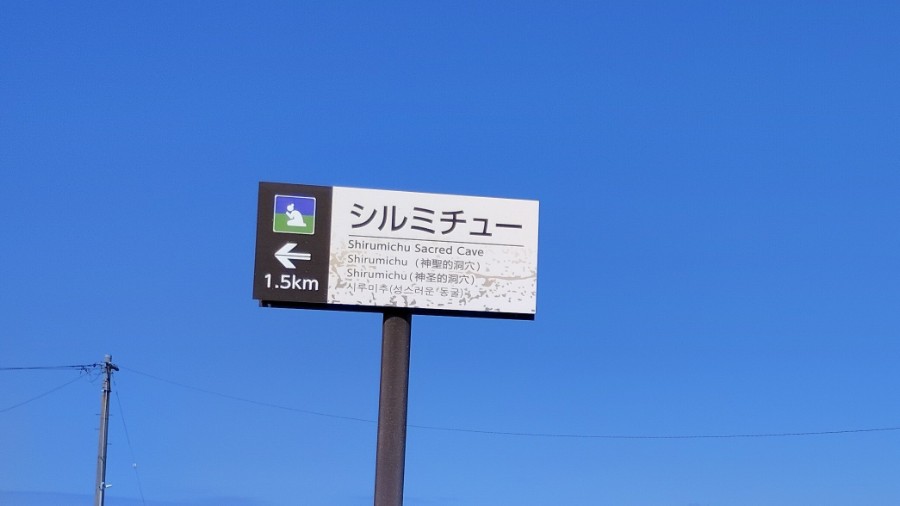 シルミチュー
Shirumichu Sacred Cave
Shirumichu (神聖的洞穴)
Shirumichu(神圣的洞穴)
시루미추(성스러운 동굴)
1.5km